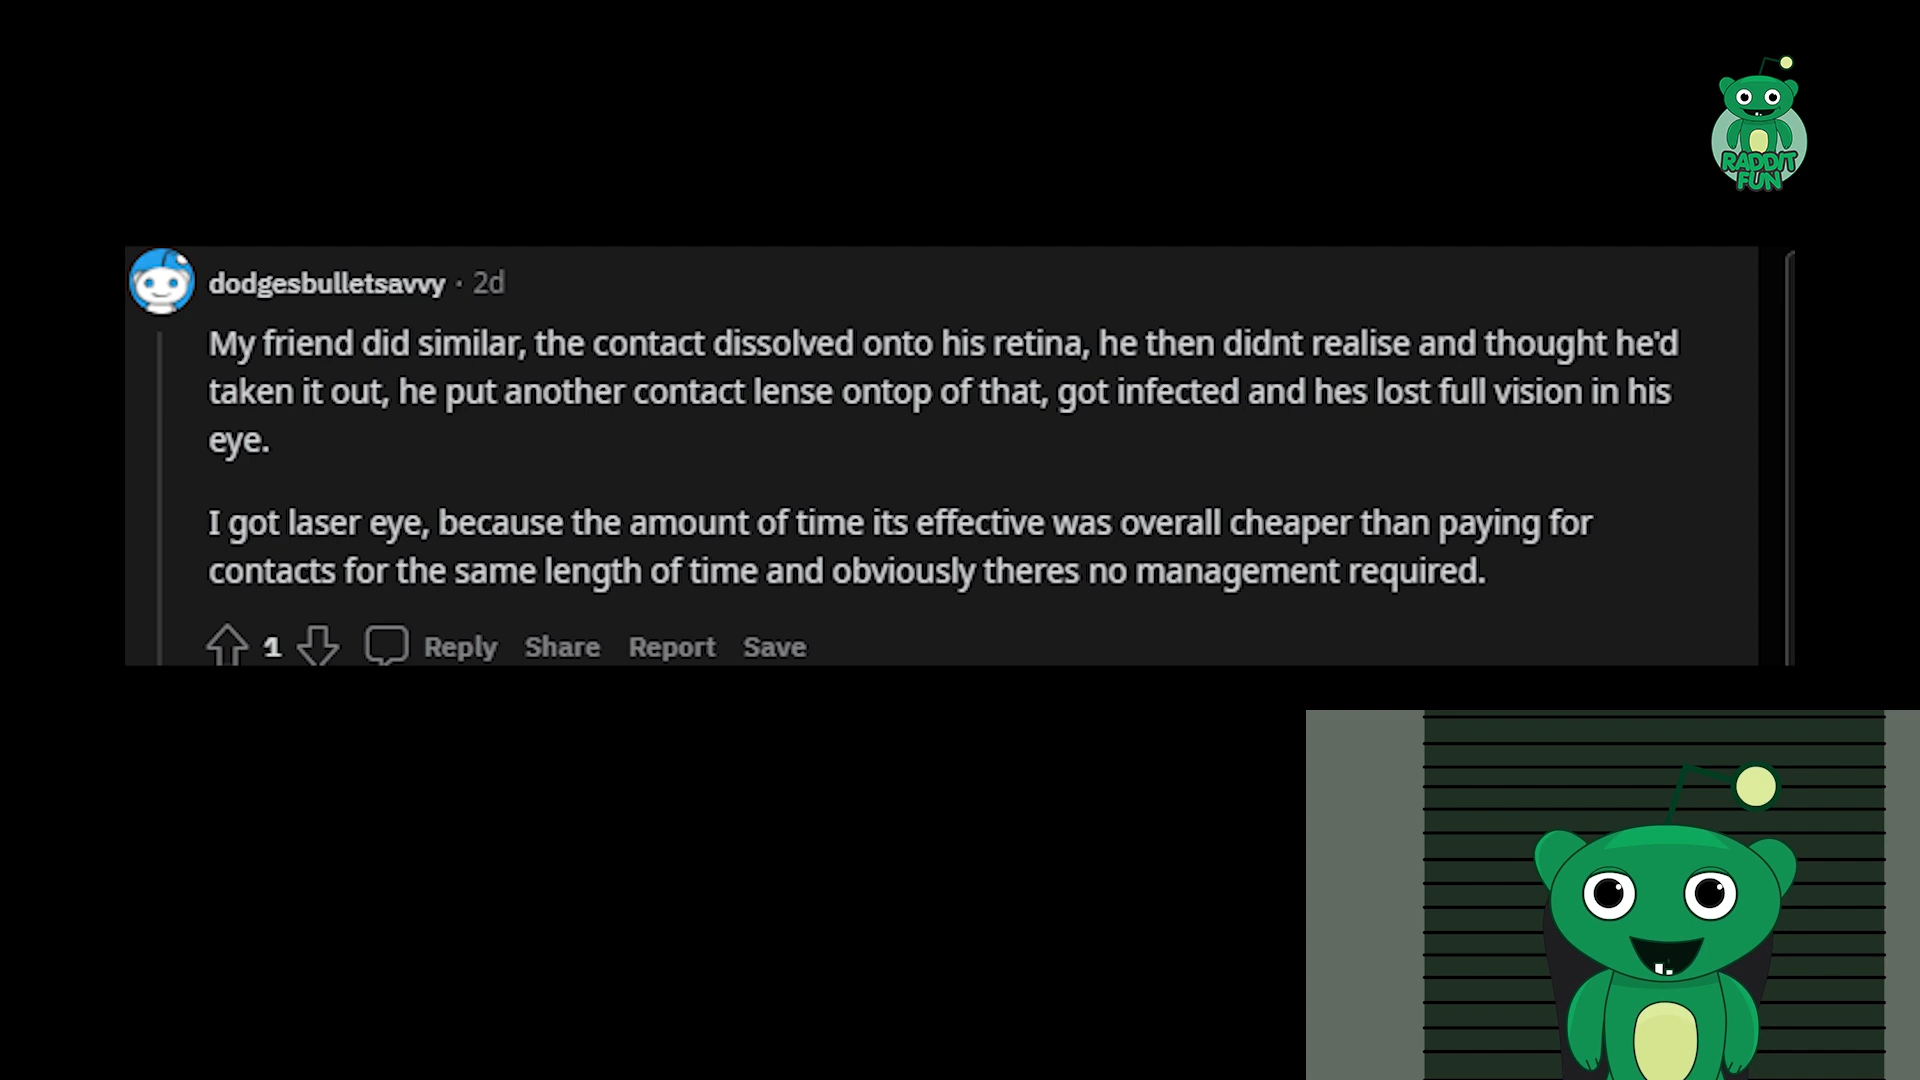 RADDIT
FUN
dodgesbulletsavvy · 2d
My friend did similar, the contact dissolved onto his retina, he then didnt realise and thought he'd
taken it out, he put another contact lense ontop of that, got infected and hes lost full vision in his
eye.
I got laser eye, because the amount of time its effective was overall cheaper than paying for
contacts for the same length of time and obviously theres no management required.
1 Reply Share Report Save